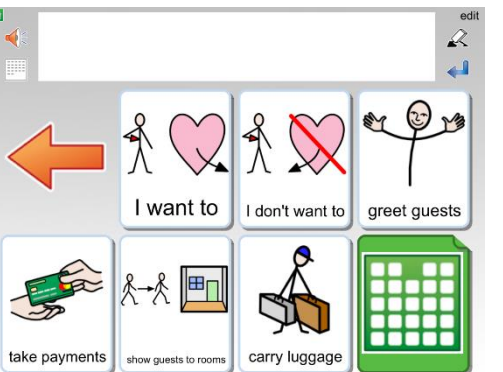 edit
I want to
I don't want to
greet guests
take payments
show guests to rooms
carry luggage